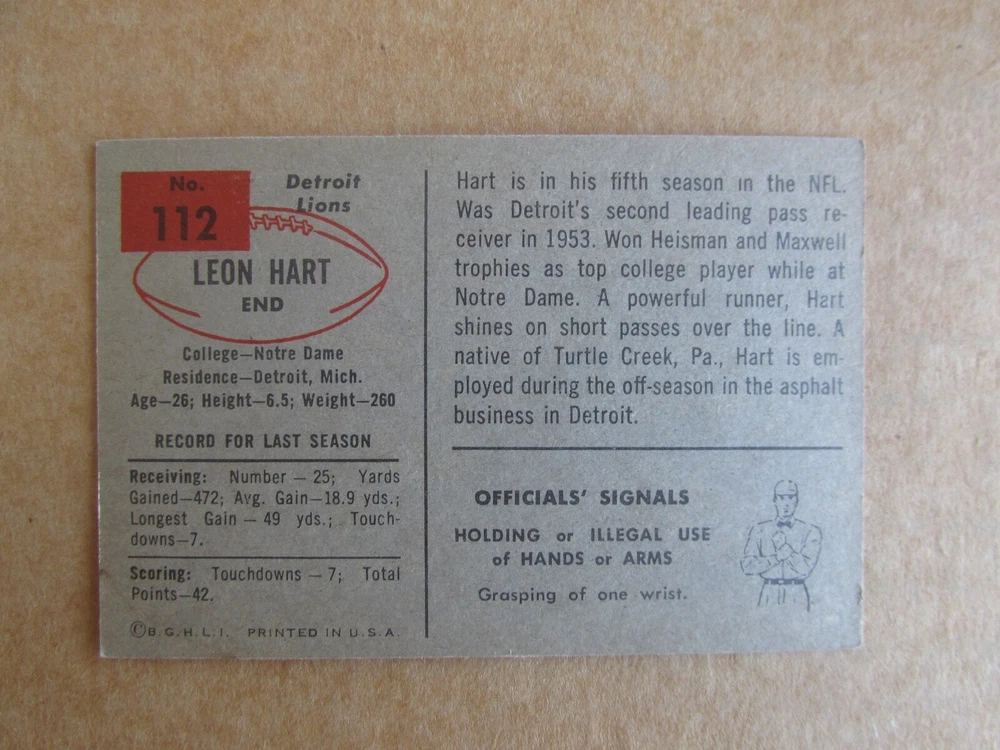 No.
112
Detroit
Lions
LEON HART
END
College—Notre Dame
Residence—Detroit, Mich.
Age—26; Height—6.5; Weight—260
RECORD FOR LAST SEASON
Receiving: Number — 25; Yards
Gained—472; Avg. Gain—18.9 yds.;
Longest Gain — 49 yds.; Touch-
downs—7.
Scoring: Touchdowns — 7; Total
Points—42.
©B.G.H.L.I. PRINTED IN U.S.A.
Hart is in his fifth season in the NFL.
Was Detroit's second leading pass re-
ceiver in 1953. Won Heisman and Maxwell
trophies as top college player while at
Notre Dame. A powerful runner, Hart
shines on short passes over the line. A
native of Turtle Creek, Pa., Hart is em-
ployed during the off-season in the asphalt
business in Detroit.
OFFICIALS' SIGNALS
HOLDING or ILLEGAL USE
of HANDS or ARMS
Grasping of one wrist.